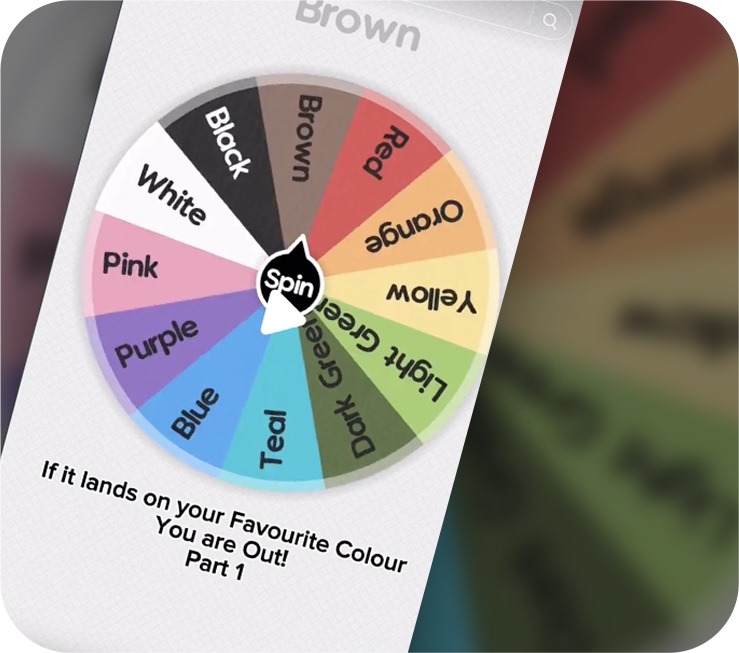 Brown
Black
Brown
Red
White
Orange
Pink
Spin
Yellow
Purple
Light Green
Blue
Teal
Dark Green
If it lands on your Favourite Colour
You are Out!
Part 1